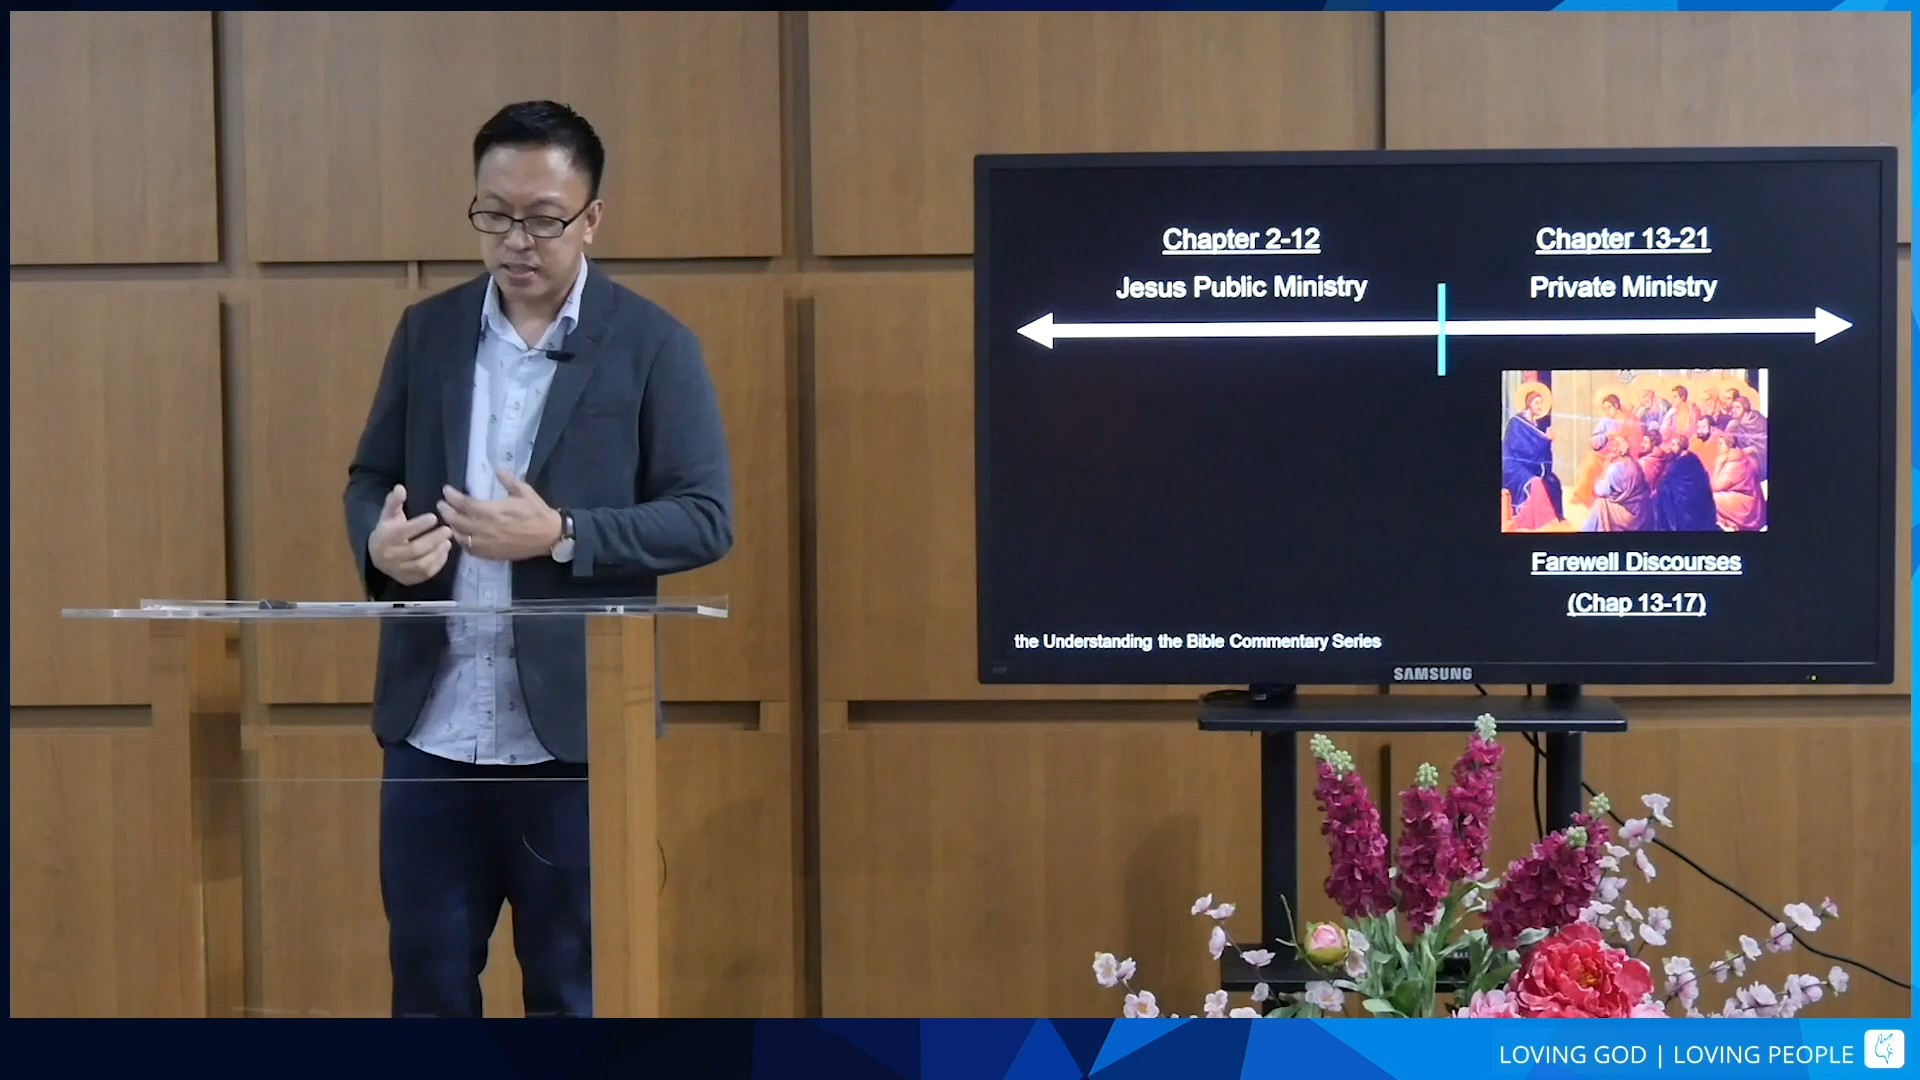 Chapter 2-12
Jesus Public Ministry
Chapter 13-21
Private Ministry
Farewell Discourses
(Chap 13-17)
the Understanding the Bible Commentary Series
SAMSUNG
LOVING GOD | LOVING PEOPLE